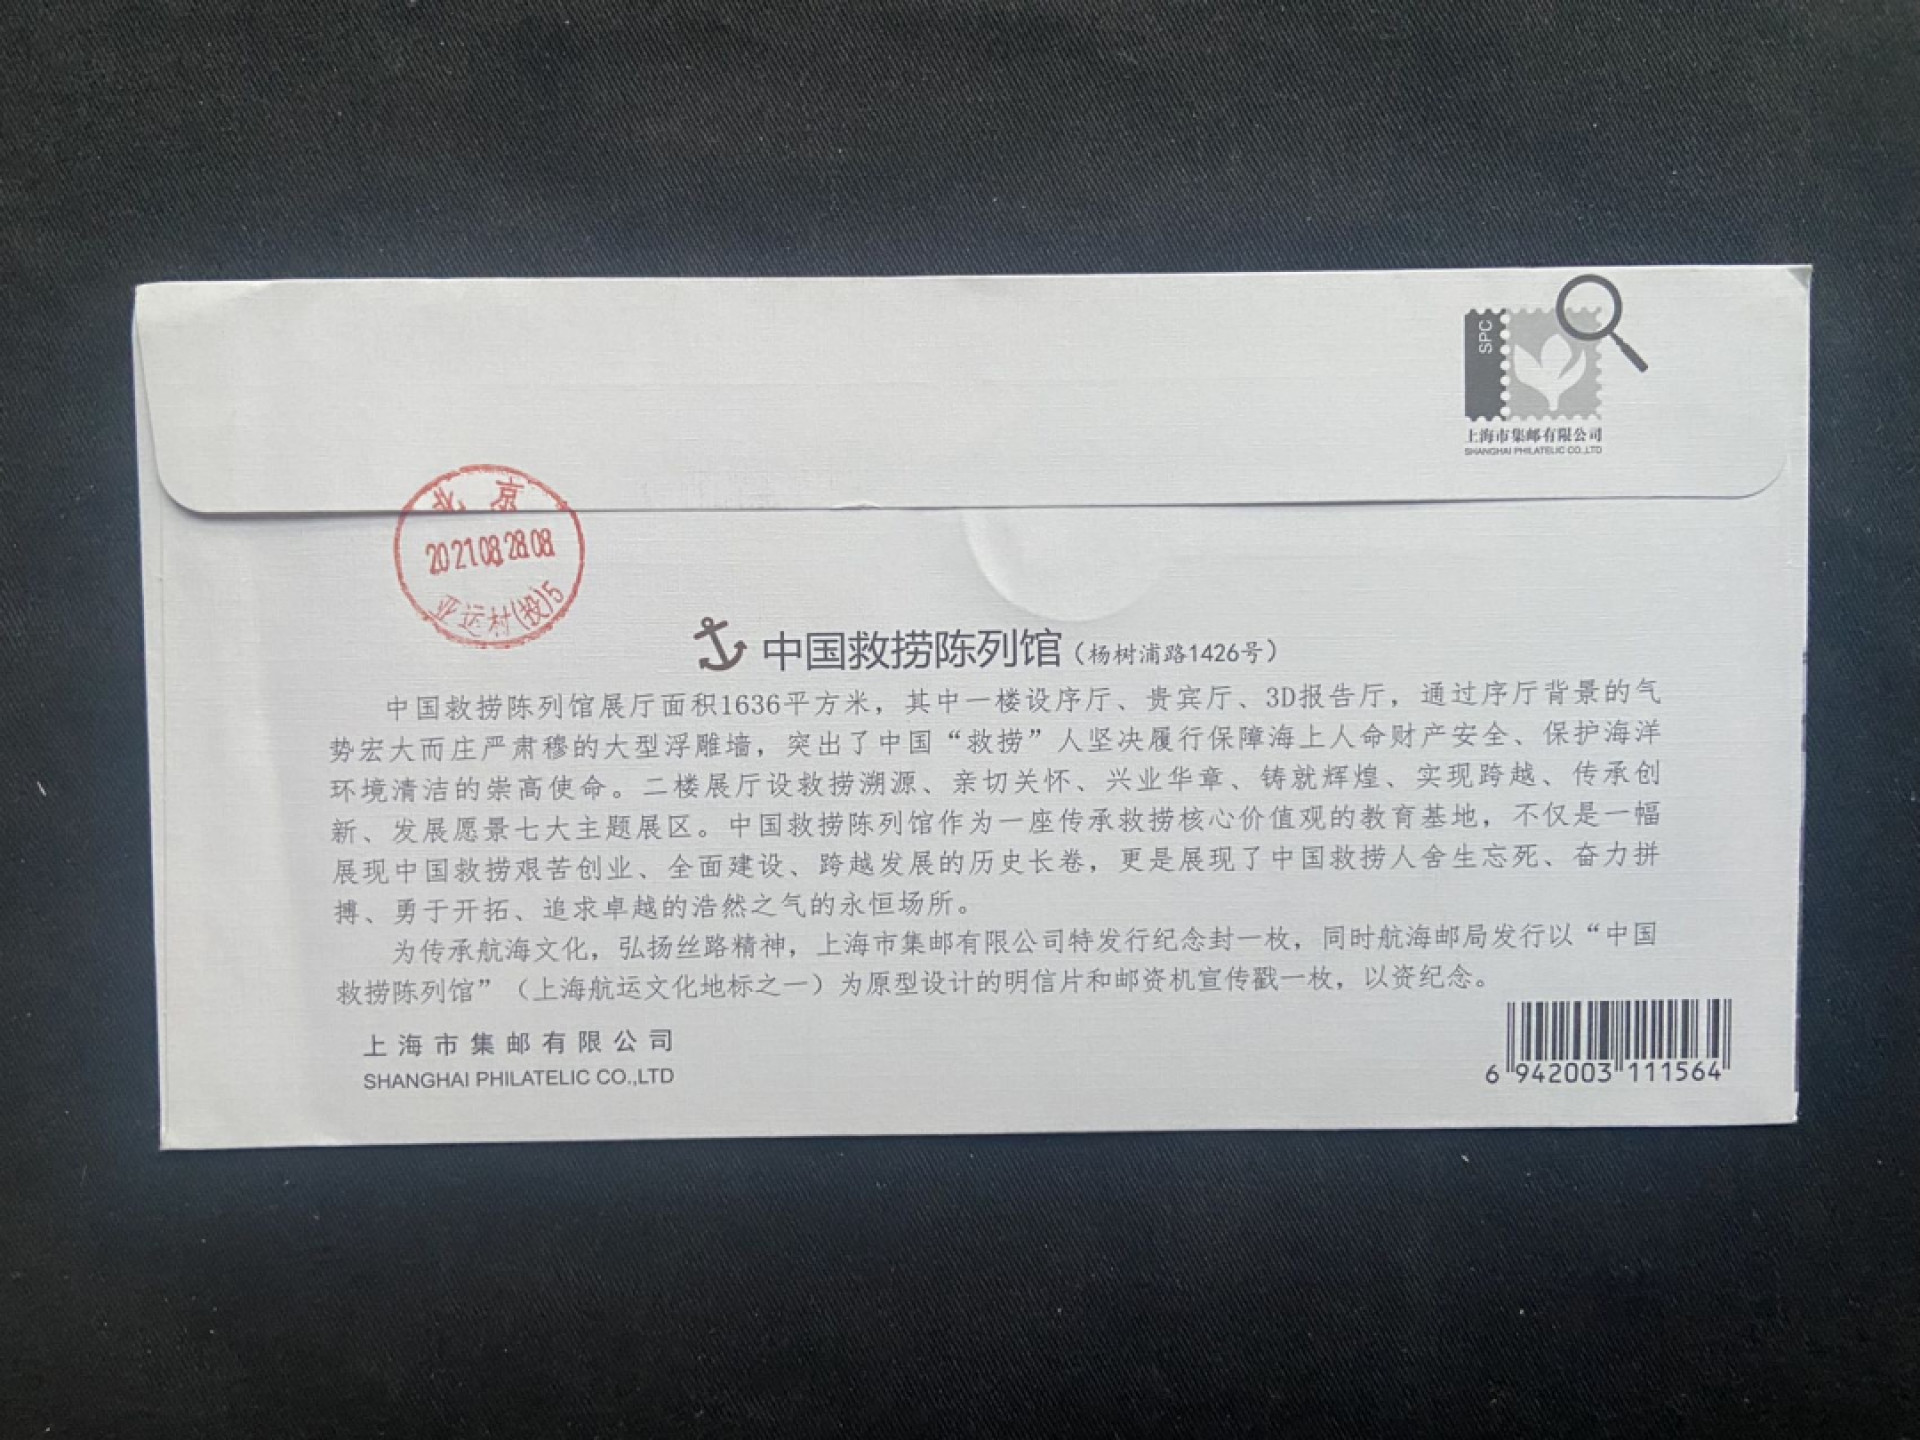 SPC
上海市集邮有限公司
SHANGHAI PHILATELIC CO.,LTD
北京
2021.08.28.08
亚运村(投)5
中国救捞陈列馆（杨树浦路1426号）
中国救捞陈列馆展厅面积1636平方米，其中一楼设序厅、贵宾厅、3D报告厅，通过序厅背景的气
势宏大而庄严肃穆的大型浮雕墙，突出了中国“救捞”人坚决履行保障海上人命财产安全、保护海洋
环境清洁的崇高使命。二楼展厅设救捞溯源、亲切关怀、兴业华章、铸就辉煌、实现跨越、传承创
新、发展愿景七大主题展区。中国救捞陈列馆作为一座传承救捞核心价值观的教育基地，不仅是一幅
展现中国救捞艰苦创业、全面建设、跨越发展的历史长卷，更是展现了中国救捞人舍生忘死、奋力拼
搏、勇于开拓、追求卓越的浩然之气的永恒场所。
为传承航海文化，弘扬丝路精神，上海市集邮有限公司特发行纪念封一枚，同时航海邮局发行以“中国
救捞陈列馆”（上海航运文化地标之一）为原型设计的明信片和邮资机宣传戳一枚，以资纪念。
上海市集邮有限公司
SHANGHAI PHILATELIC CO.,LTD
6 942003 111564